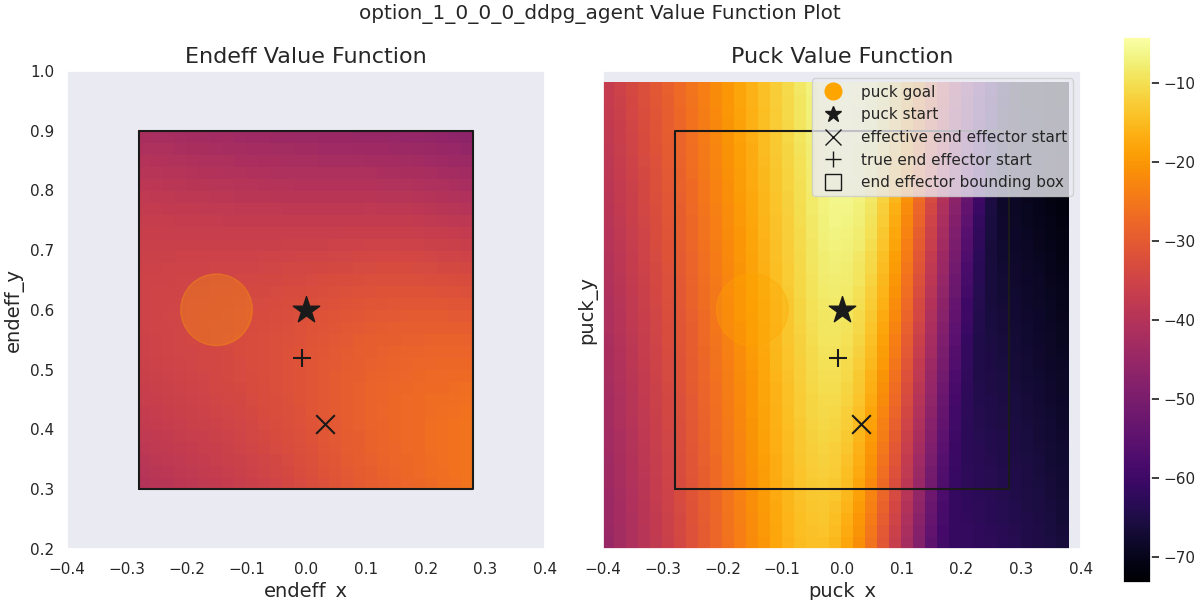 option_1_0_0_0_ddpg_agent Value Function Plot
Endeff Value Function
Puck Value Function
endeff_y
1.0
0.9
0.8
0.7
0.6
0.5
0.4
0.3
0.2
−0.4 −0.3 −0.2 −0.1 0.0 0.1 0.2 0.3 0.4
endeff_x
puck_y
puck goal
puck start
effective end effector start
true end effector start
end effector bounding box
−0.4 −0.3 −0.2 −0.1 0.0 0.1 0.2 0.3 0.4
puck_x
−10
−20
−30
−40
−50
−60
−70